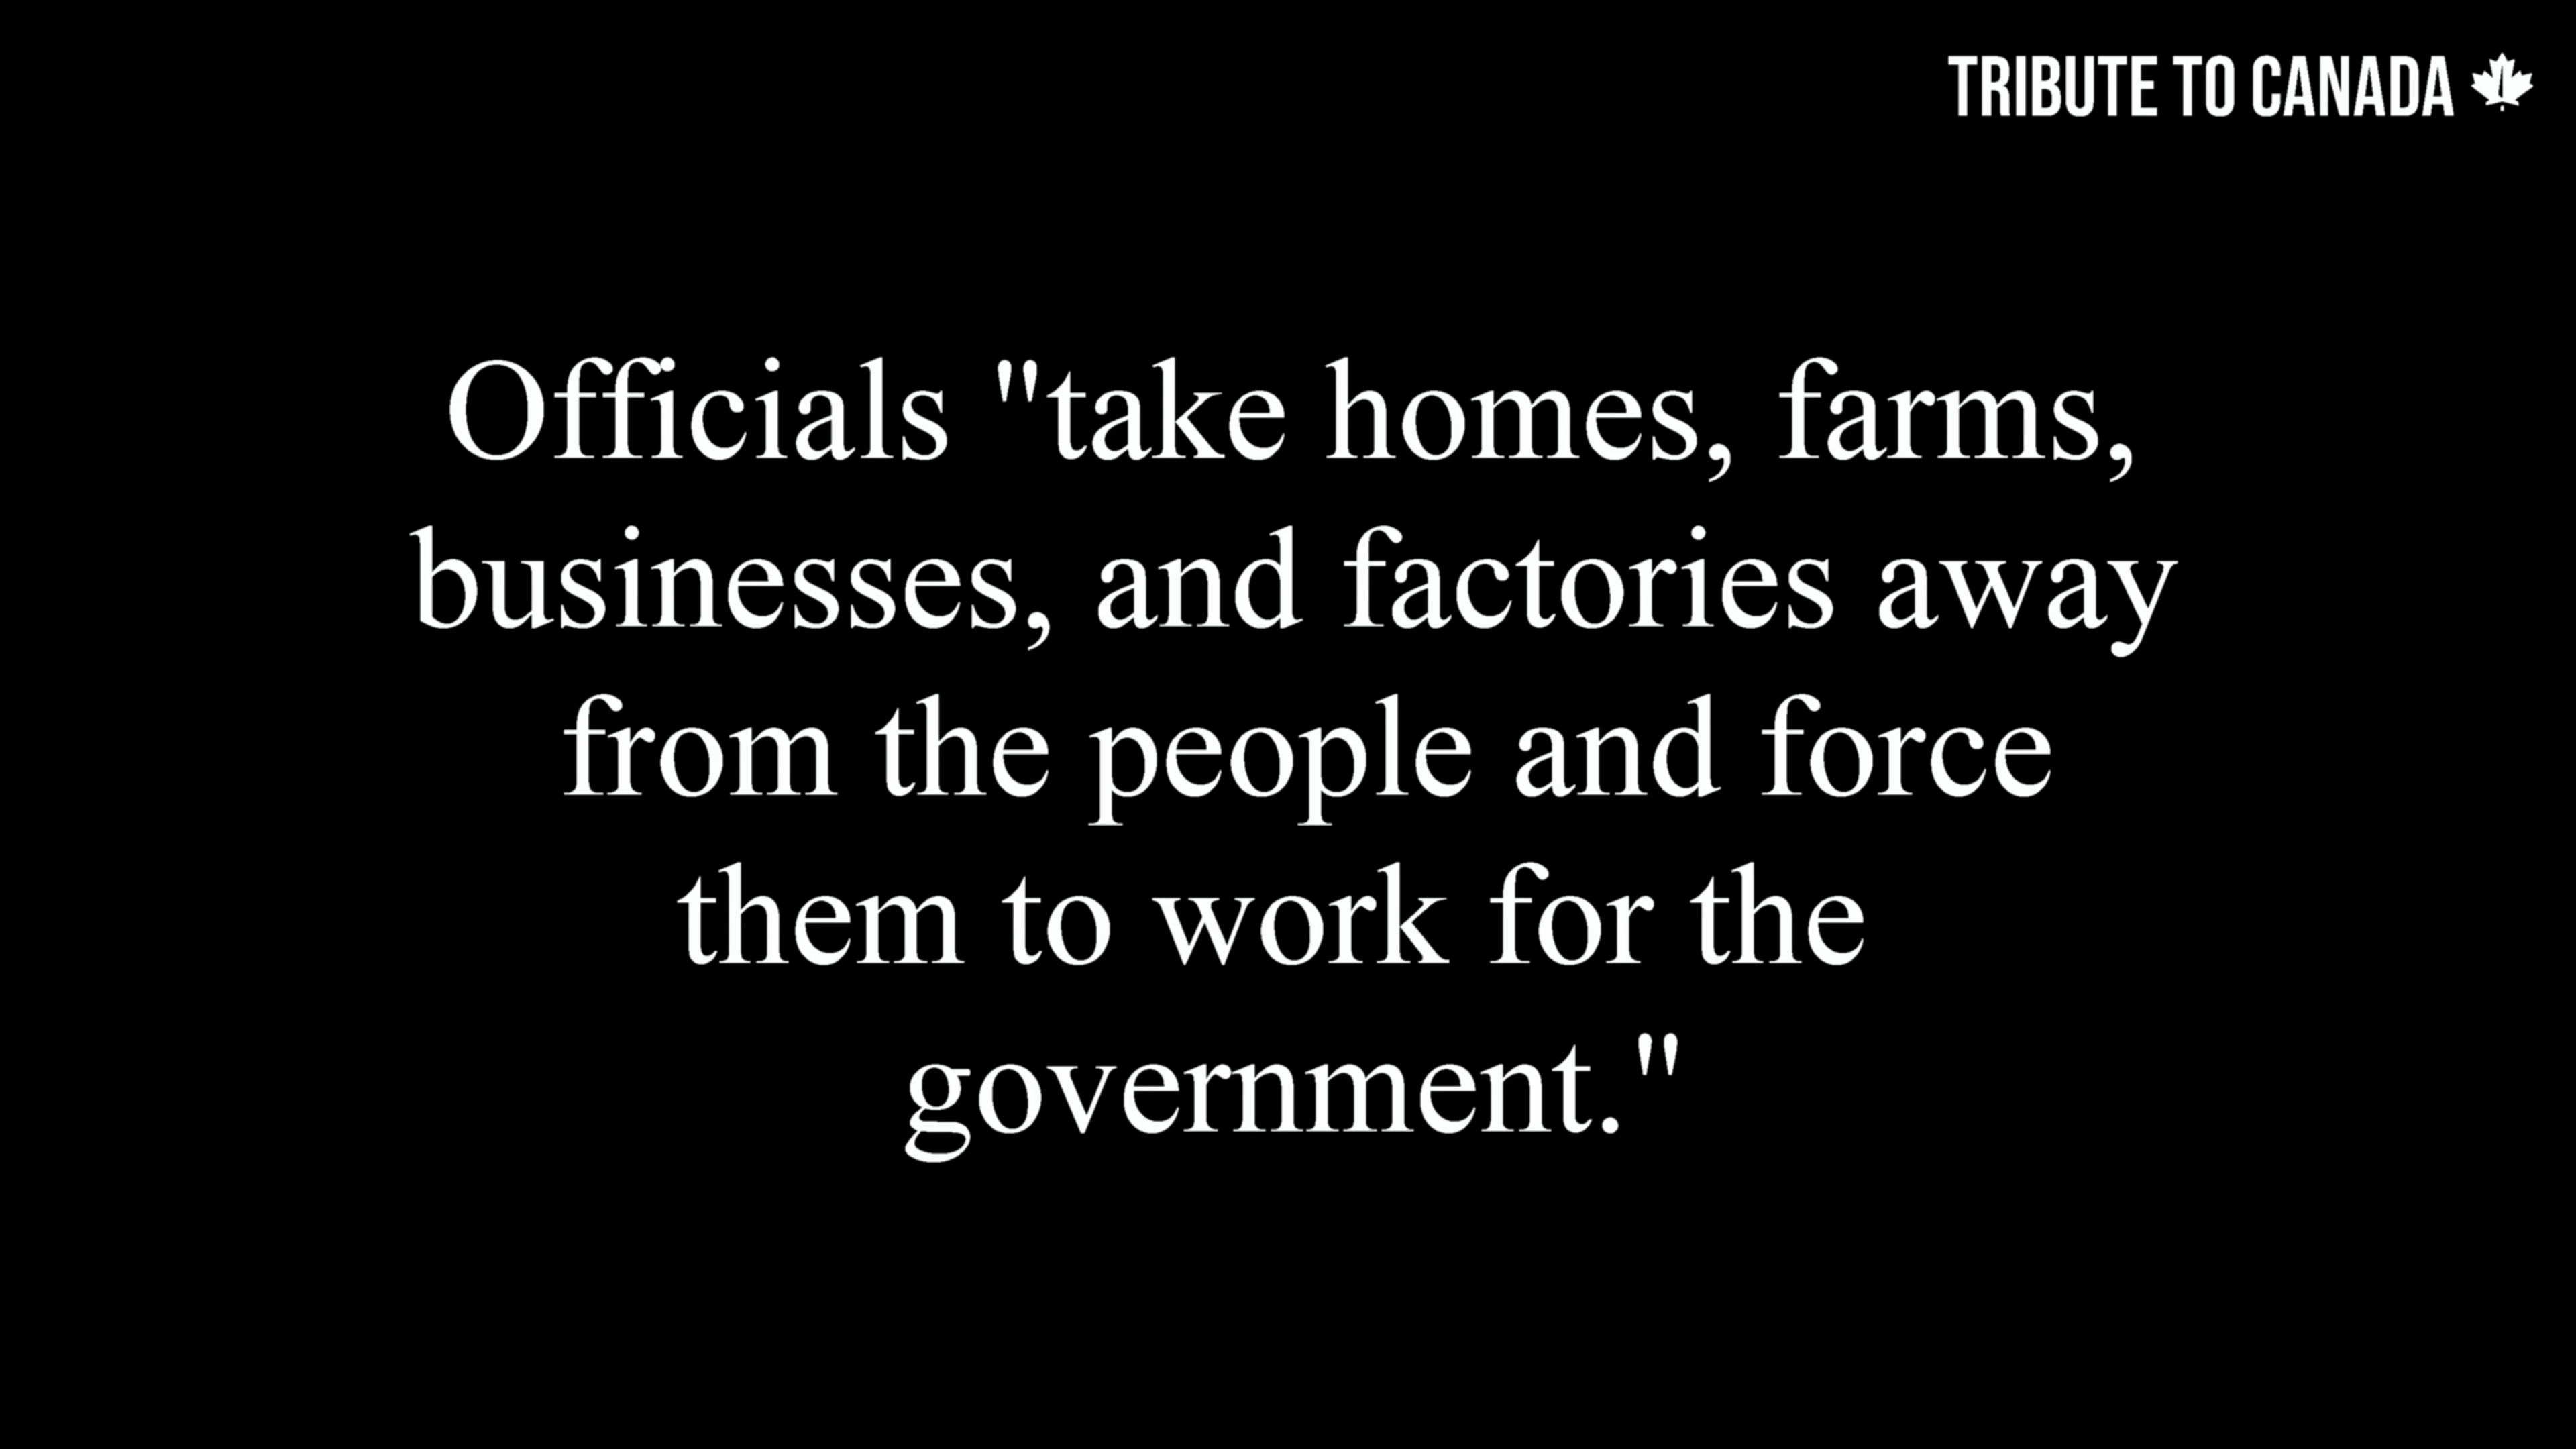 TRIBUTE TO CANADA
Officials "take homes, farms,
businesses, and factories away
from the people and force
them to work for the
government."